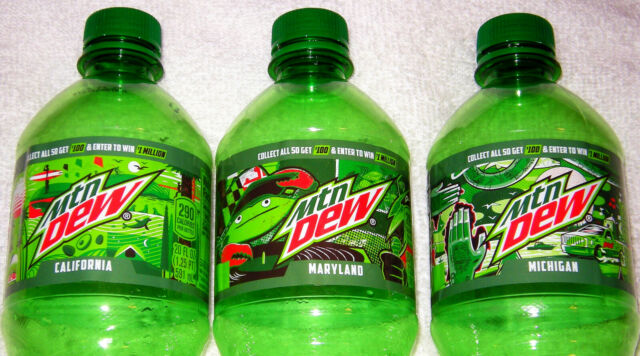 COLLECT ALL 50 GET $100 & ENTER TO WIN $1 MILLION
mtn
DEW®
290
20 FL OZ
CALIFORNIA
COLLECT ALL 50 GET $100 & ENTER TO WIN $1 MILLION
mtn
DEW®
MARYLAND
COLLECT ALL 50 GET $100 & ENTER TO WIN $1 MILLION
mtn
DEW®
MICHIGAN